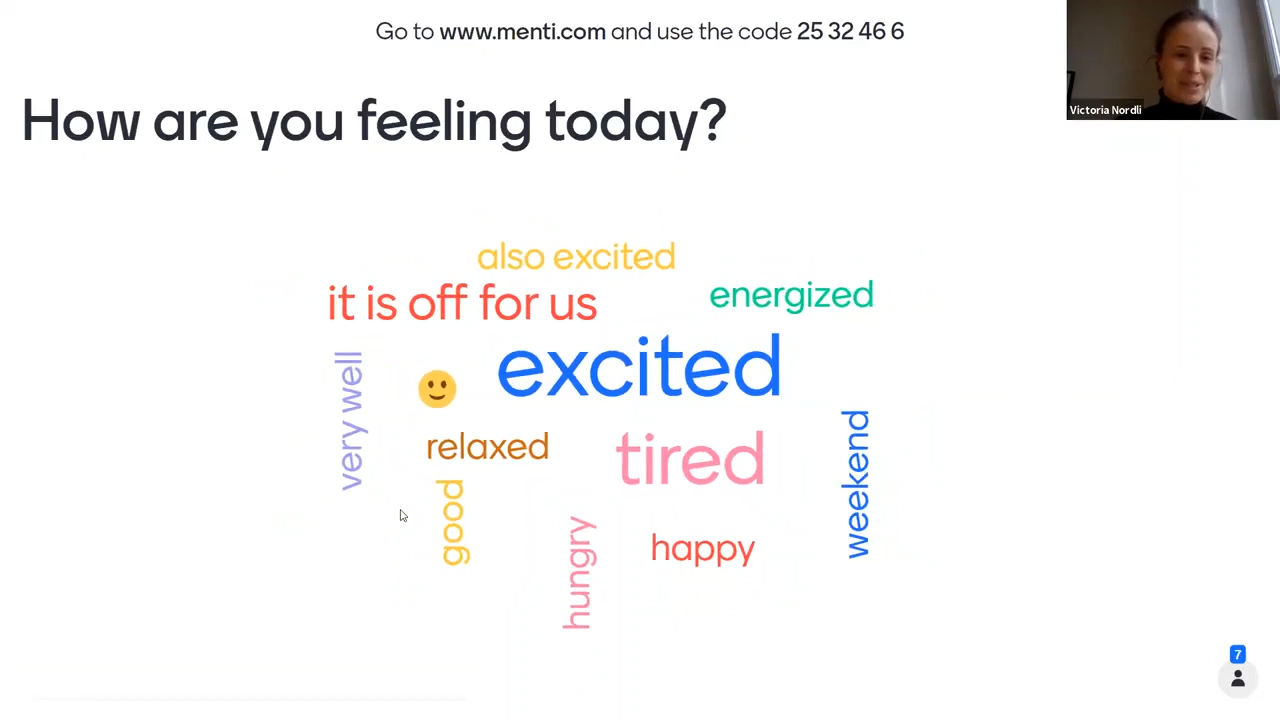 Go to www.menti.com and use the code 25 32 46 6
Victoria Nordli
How are you feeling today?
also excited
it is off for us
energized
excited
very well
relaxed
tired
weekend
good
hungry
happy
7